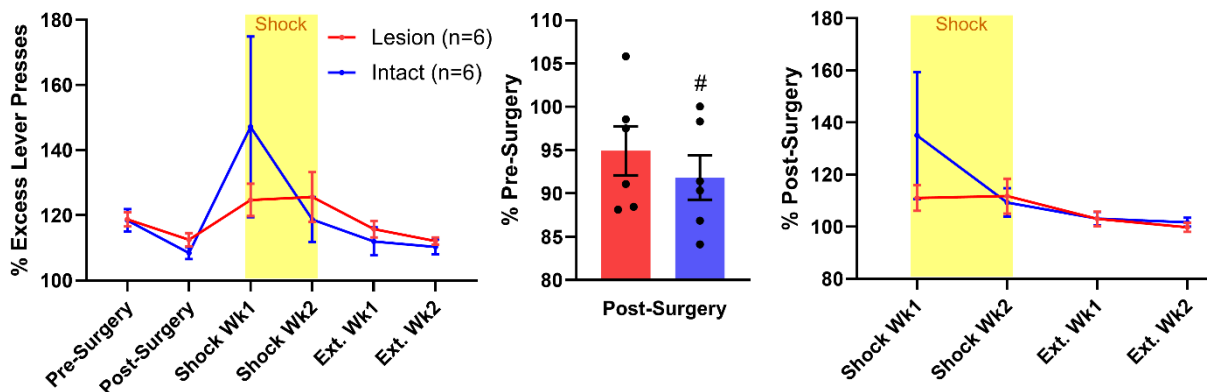 % Excess Lever Presses
180
160
140
120
100
Shock
Lesion (n=6)
Intact (n=6)
Pre-Surgery
Post-Surgery
Shock Wk1
Shock Wk2
Ext. Wk1
Ext. Wk2
% Pre-Surgery
110
105
100
95
90
85
80
#
Post-Surgery
% Post-Surgery
180
160
140
120
100
80
Shock
Shock Wk1
Shock Wk2
Ext. Wk1
Ext. Wk2